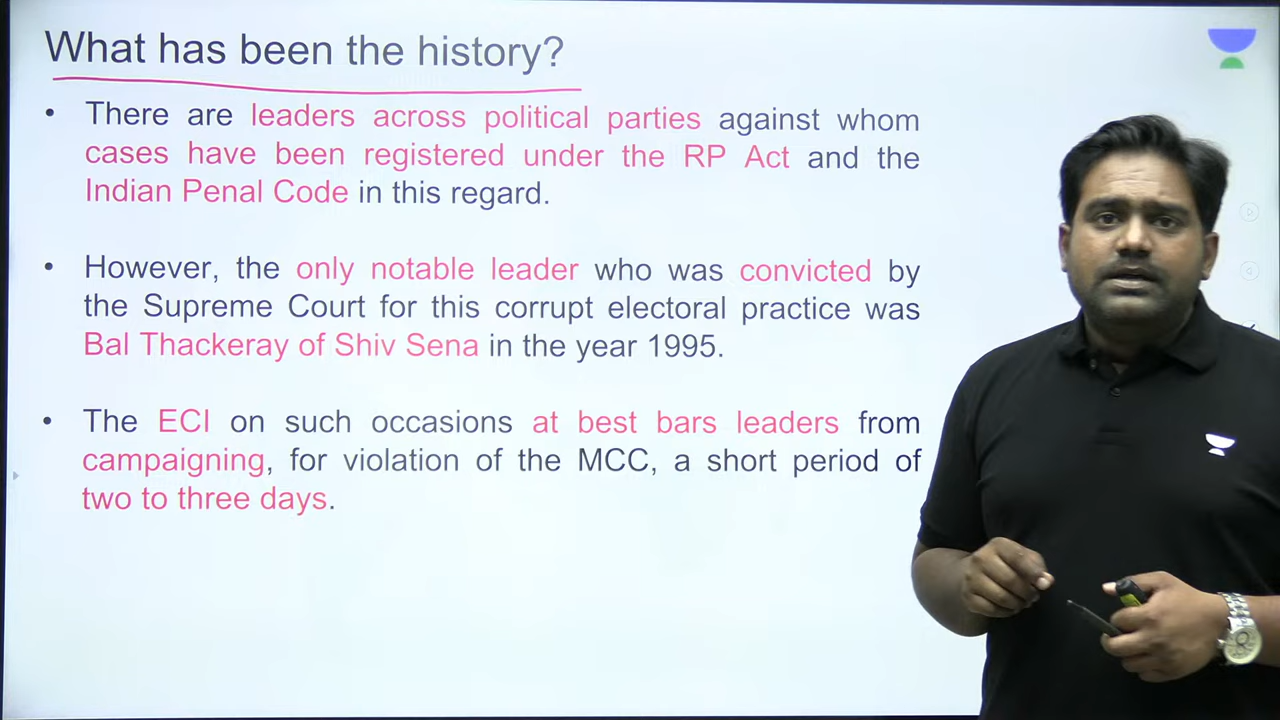 What has been the history?
• There are leaders across political parties against whom
cases have been registered under the RP Act and the
Indian Penal Code in this regard.
• However, the only notable leader who was convicted by
the Supreme Court for this corrupt electoral practice was
Bal Thackeray of Shiv Sena in the year 1995.
• The ECI on such occasions at best bars leaders from
campaigning, for violation of the MCC, a short period of
two to three days.